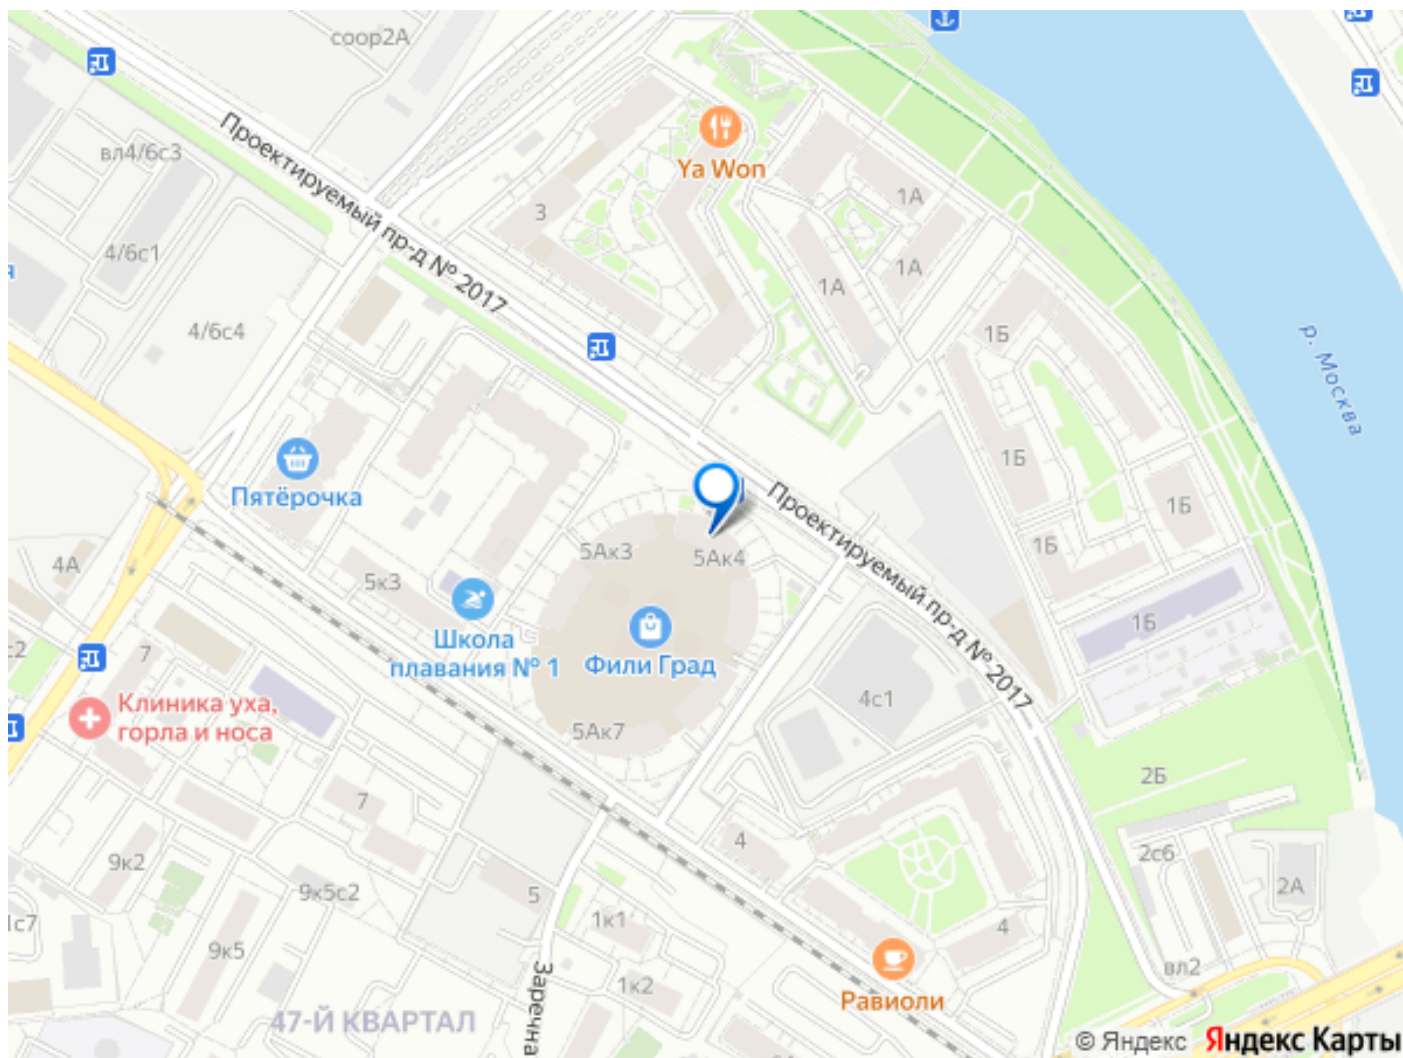 соор2А
вл4/6с3
Проектируемый пр-д № 2017
Ya Won
1А
3
4/6с1
1А
1А
4/6с4
1Б
р. Москва
1Б
Пятёрочка
1Б
Проектируемый пр-д № 2017
5Ак3
5Ак4
1Б
4А
5к3
1Б
Школа
плавания № 1
Фили Град
7
с2
4с1
Клиника уха,
горла и носа
5Ак7
2Б
7
4
2с6
9к2
9к5с2
5
2А
1с7
1к1
4
9к5
вл2
1к2
Заречна
Равиоли
47-Й КВАРТАЛ
© Яндекс Яндекс Карты